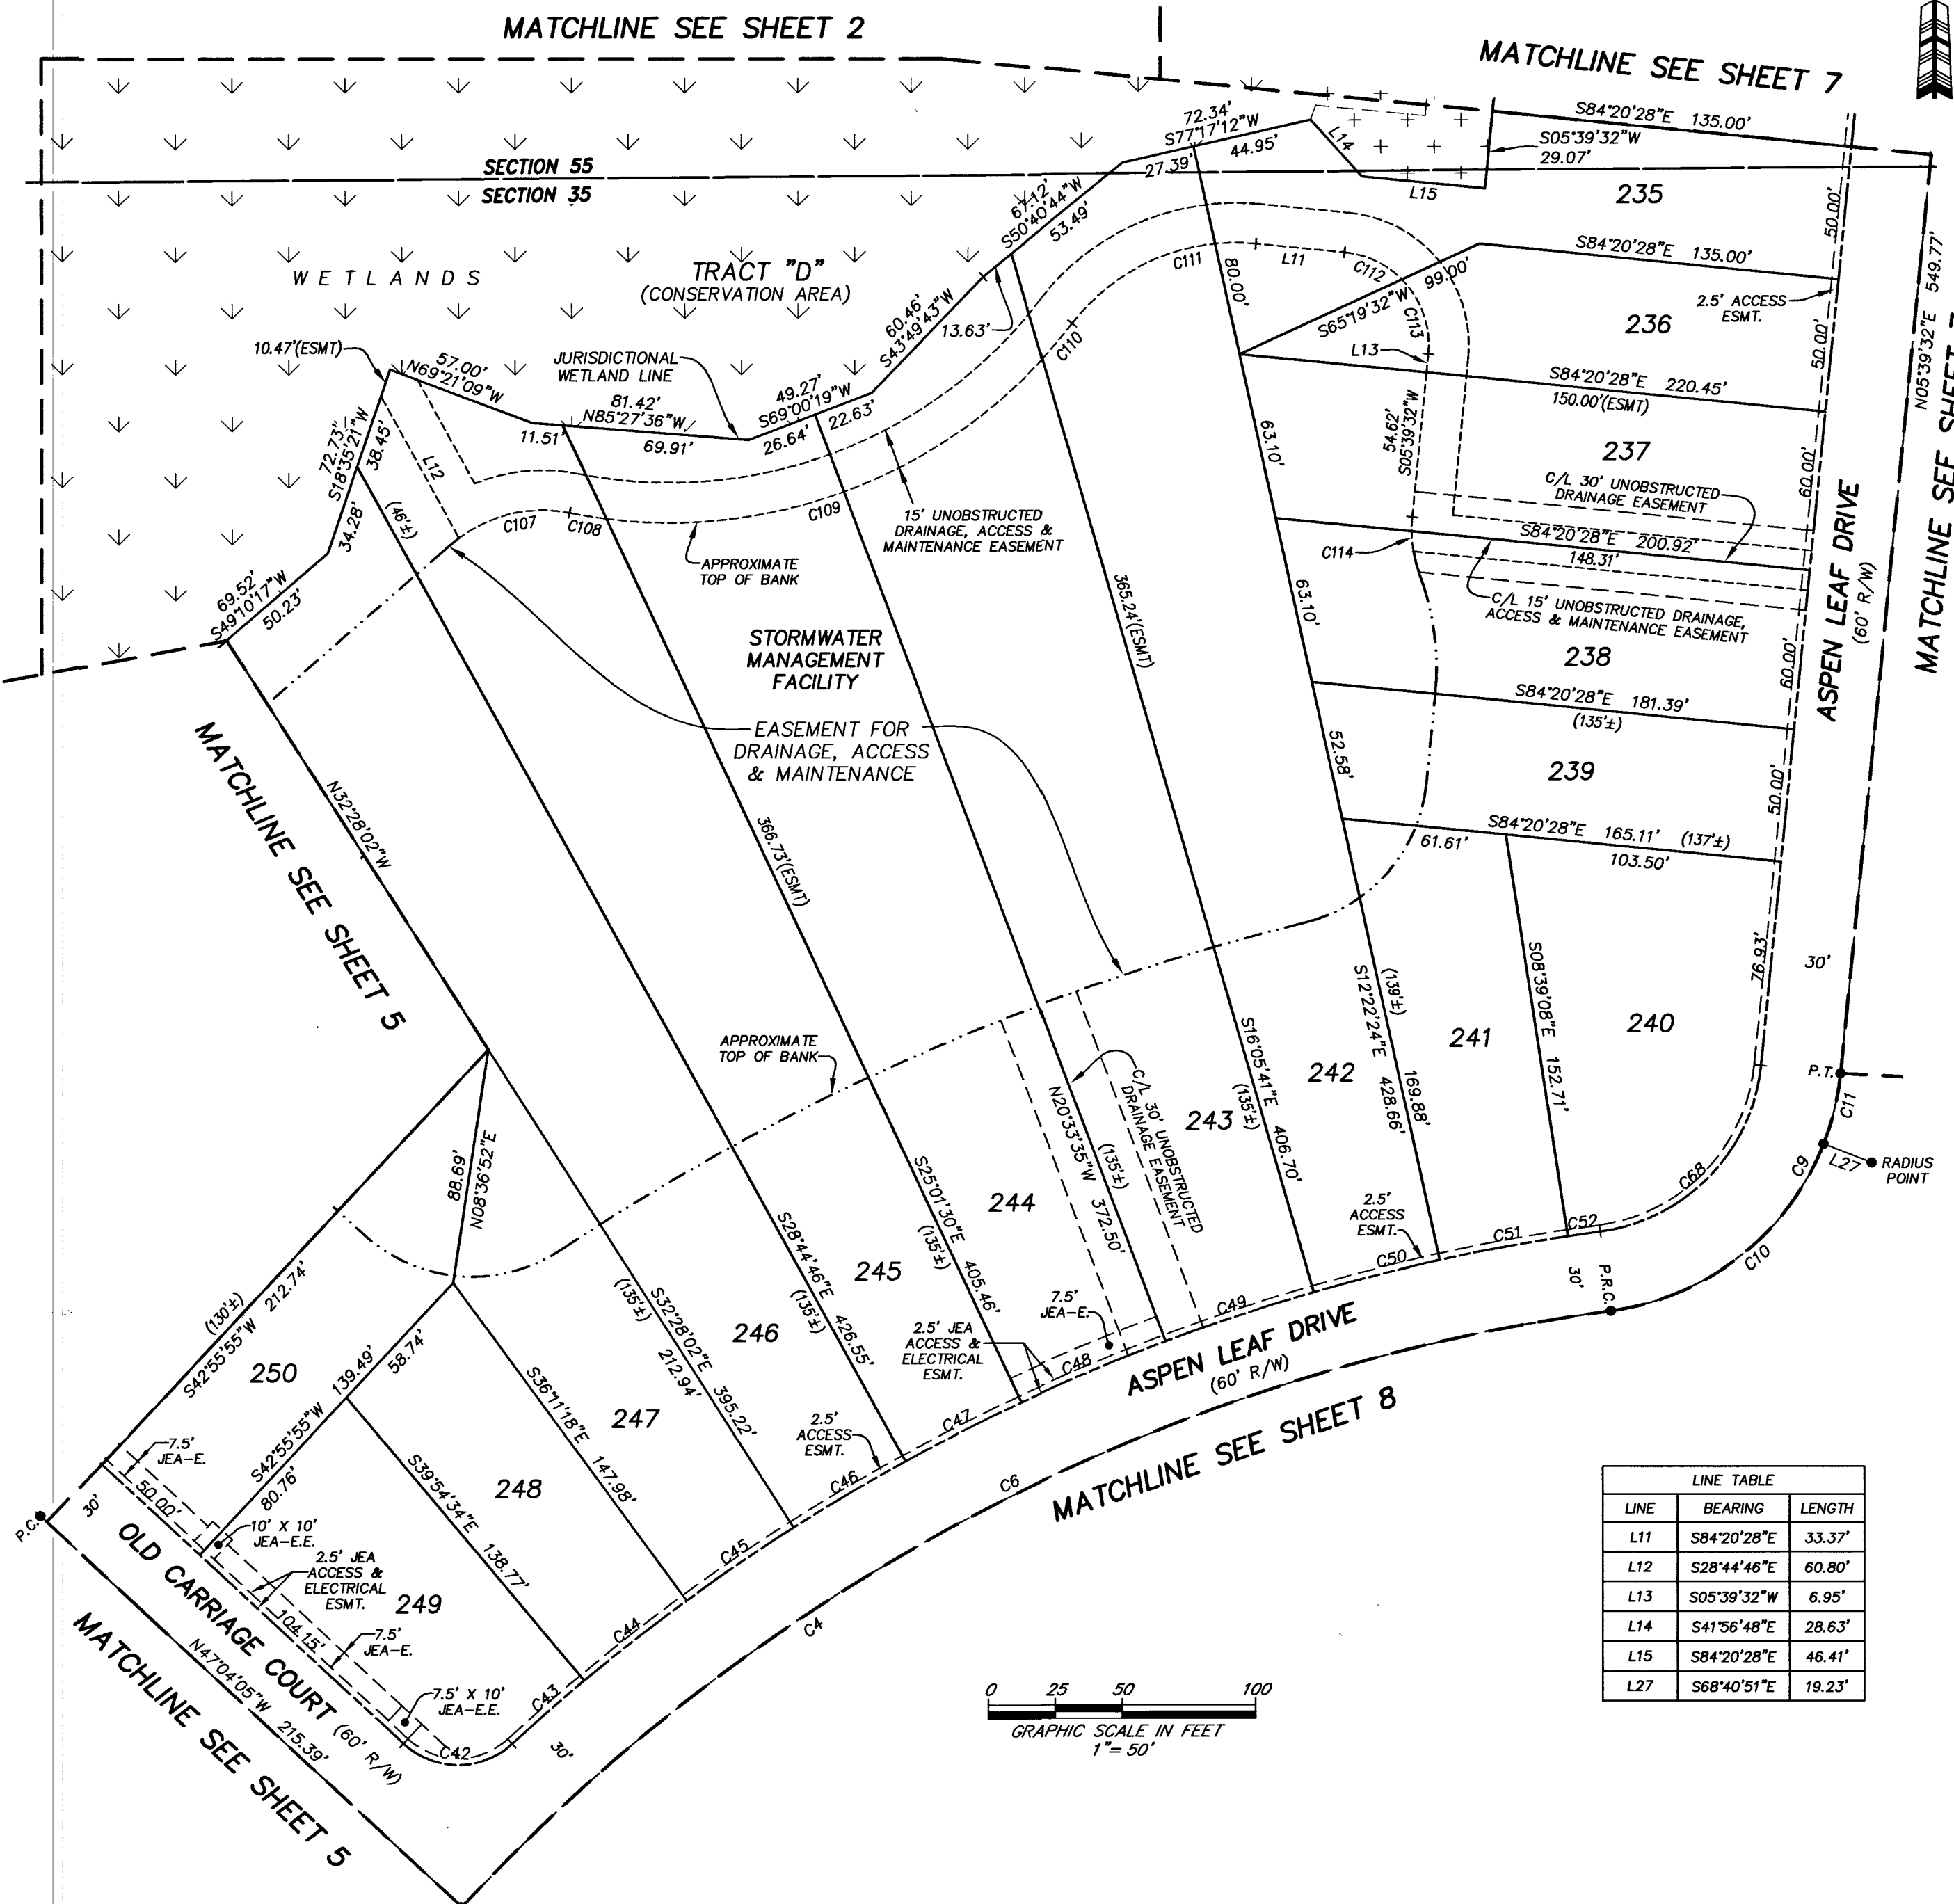 MATCHLINE SEE SHEET 2
MATCHLINE SEE SHEET 7
S84°20'28"E 135.00'
S05°39'32"W
29.07'
72.34'
S77°17'12"W
44.95'
27.39'
L14
L15
SECTION 55
SECTION 35
235
50.00'
67.12'
S50°40'44"W
53.49'
WETLANDS
TRACT "D"
(CONSERVATION AREA)
C111
L11
C112
80.00'
S65°19'32"W 99.00'
S84°20'28"E 135.00'
2.5' ACCESS
ESMT.
N05°39'32"E 549.77'
236
50.00'
60.46'
S43°49'43"W
13.63'
C110
C113
L13
10.47'(ESMT)
57.00'
N69°21'09"W
JURISDICTIONAL
WETLAND LINE
49.27'
S69°00'19"W
22.63'
26.64'
81.42'
N85°27'36"W
11.51'
69.91'
72.73'
S18°35'21"W
38.45'
34.28'
L12
(46'±)
S84°20'28"E 220.45'
150.00'(ESMT)
54.62'
S05°39'32"W
63.10'
237
60.00'
C/L 30' UNOBSTRUCTED
DRAINAGE EASEMENT
C107
C108
C109
15' UNOBSTRUCTED
DRAINAGE, ACCESS &
MAINTENANCE EASEMENT
APPROXIMATE
TOP OF BANK
S84°20'28"E 200.92'
148.31'
C114
C/L 15' UNOBSTRUCTED DRAINAGE,
ACCESS & MAINTENANCE EASEMENT
ASPEN LEAF DRIVE
(60' R/W)
MATCHLINE SEE SHEET 7
69.52'
S49°10'17"W
50.23'
STORMWATER
MANAGEMENT
FACILITY
365.24'(ESMT)
63.10'
238
60.00'
S84°20'28"E 181.39'
(135'±)
EASEMENT FOR
DRAINAGE, ACCESS
& MAINTENANCE
52.58'
239
50.00'
MATCHLINE SEE SHEET 5
N32°28'02"W
366.73'(ESMT)
S84°20'28"E 165.11' (137'±)
61.61'
103.50'
76.93'
30'
S08°39'08"E 152.71'
(139'±)
S12°22'24"E
169.88'
428.66'
240
241
242
243
S16°05'41"E 406.70'
(135'±)
APPROXIMATE
TOP OF BANK
C/L 30' UNOBSTRUCTED
DRAINAGE EASEMENT
N20°33'35"W 372.50'
(135'±)
P.T.
C11
C9
L27
RADIUS
POINT
C68
C10
C52
C51
C50
2.5'
ACCESS
ESMT.
30'
P.R.C.
88.69'
N08°36'52"E
S25°01'30"E 405.46'
(135'±)
244
245
S28°44'46"E 426.55'
(135'±)
246
S32°28'02"E 395.22'
(135'±)
212.94'
7.5'
JEA-E.
2.5' JEA
ACCESS &
ELECTRICAL
ESMT.
C49
C48
C47
ASPEN LEAF DRIVE
(60' R/W)
MATCHLINE SEE SHEET 8
(130'±)
S42°55'55"W 212.74'
250
139.49'
58.74'
S42°55'55"W
80.76'
S36°11'18"E 147.98'
247
2.5'
ACCESS
ESMT.
C46
C45
C6
248
S39°54'34"E 138.77'
7.5'
JEA-E.
50.00'
P.C.
30'
10' X 10'
JEA-E.E.
2.5' JEA
ACCESS &
ELECTRICAL
ESMT.
249
104.15'
7.5'
JEA-E.
C44
C4
OLD CARRIAGE COURT (60' R/W)
N47°04'05"W 215.39'
MATCHLINE SEE SHEET 5
7.5' X 10'
JEA-E.E.
C43
C42
30'
0 25 50 100
GRAPHIC SCALE IN FEET
1"= 50'
LINE TABLE
LINE BEARING LENGTH
L11 S84°20'28"E 33.37'
L12 S28°44'46"E 60.80'
L13 S05°39'32"W 6.95'
L14 S41°56'48"E 28.63'
L15 S84°20'28"E 46.41'
L27 S68°40'51"E 19.23'